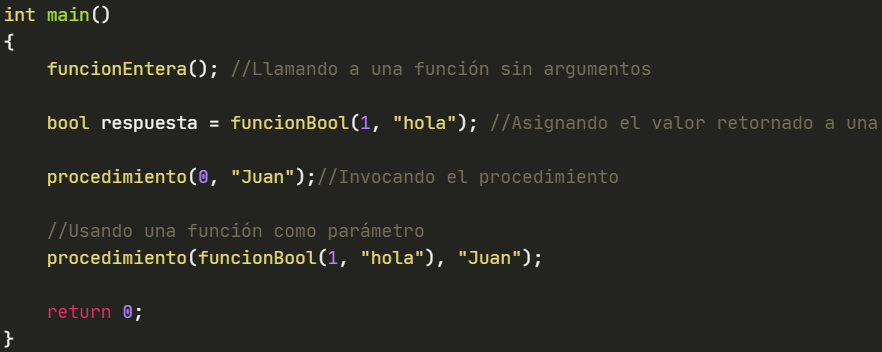 int main()
{
    funcionEntera(); //Llamando a una función sin argumentos
    bool respuesta = funcionBool(1, "hola"); //Asignando el valor retornado a una
    procedimiento(0, "Juan");//Invocando el procedimiento
    //Usando una función como parámetro
    procedimiento(funcionBool(1, "hola"), "Juan");
    return 0;
}